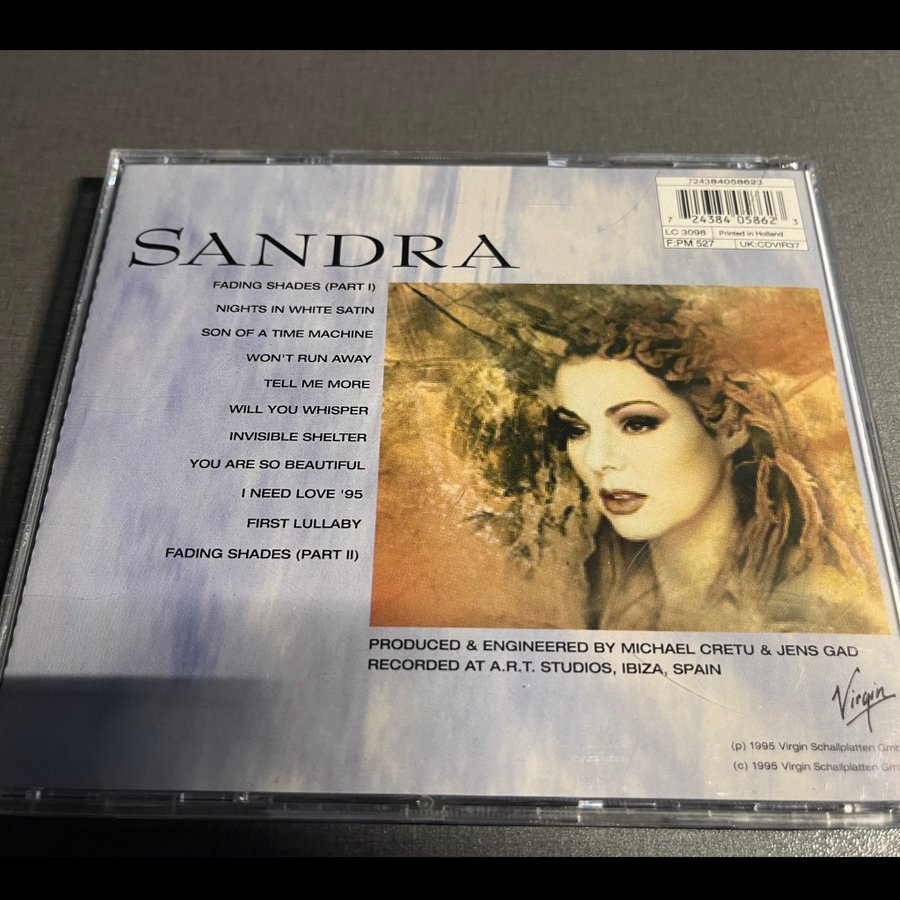 724384058623
7 24384 05862 3
LC 3098 Printed in Holland
F:PM 527 UK:CDVIR37
SANDRA
FADING SHADES (PART I)
NIGHTS IN WHITE SATIN
SON OF A TIME MACHINE
WON'T RUN AWAY
TELL ME MORE
WILL YOU WHISPER
INVISIBLE SHELTER
YOU ARE SO BEAUTIFUL
I NEED LOVE '95
FIRST LULLABY
FADING SHADES (PART II)
PRODUCED & ENGINEERED BY MICHAEL CRETU & JENS GAD
RECORDED AT A.R.T. STUDIOS, IBIZA, SPAIN
Virgin
(p) 1995 Virgin Schallplatten
(c) 1995 Virgin Schallplatten